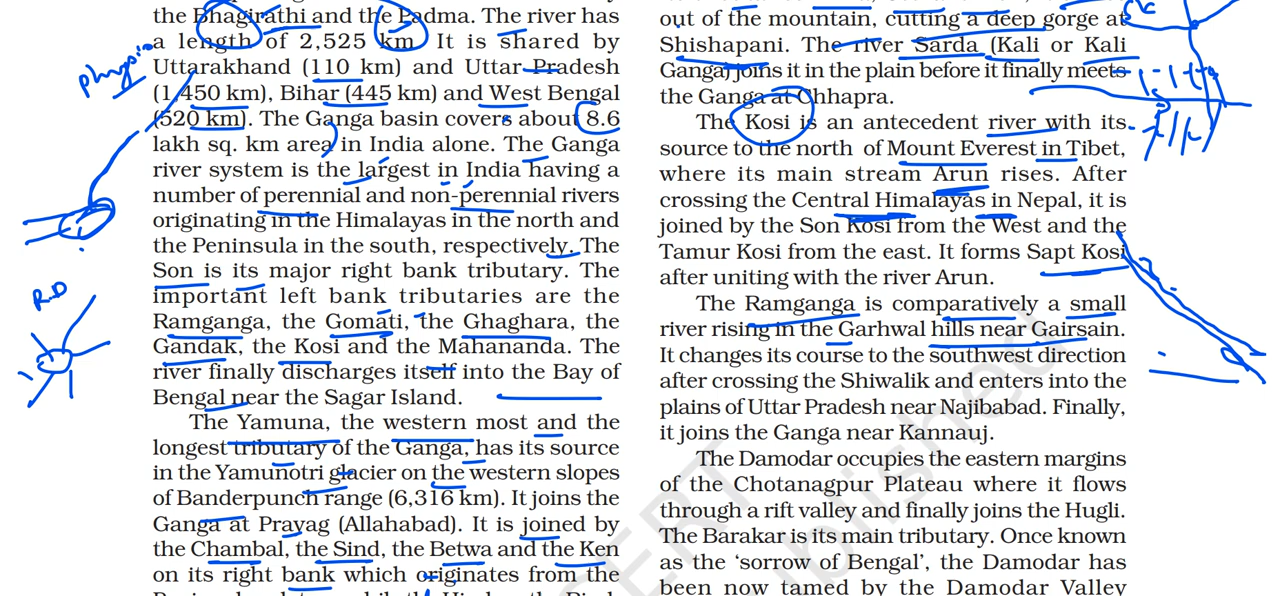 the Bhagirathi and the Padma. The river has
a length of 2,525 km. It is shared by
Uttarakhand (110 km) and Uttar Pradesh
(1,450 km), Bihar (445 km) and West Bengal
(520 km). The Ganga basin covers about 8.6
lakh sq. km area in India alone. The Ganga
river system is the largest in India having a
number of perennial and non-perennial rivers
originating in the Himalayas in the north and
the Peninsula in the south, respectively. The
Son is its major right bank tributary. The
important left bank tributaries are the
Ramganga, the Gomati, the Ghaghara, the
Gandak, the Kosi and the Mahananda. The
river finally discharges itself into the Bay of
Bengal near the Sagar Island.
The Yamuna, the western most and the
longest tributary of the Ganga, has its source
in the Yamunotri glacier on the western slopes
of Banderpunch range (6,316 km). It joins the
Ganga at Prayag (Allahabad). It is joined by
the Chambal, the Sind, the Betwa and the Ken
on its right bank which originates from the
out of the mountain, cutting a deep gorge at
Shishapani. The river Sarda (Kali or Kali
Ganga) joins it in the plain before it finally meets
the Ganga at Chhapra.
The Kosi is an antecedent river with its
source to the north of Mount Everest in Tibet,
where its main stream Arun rises. After
crossing the Central Himalayas in Nepal, it is
joined by the Son Kosi from the West and the
Tamur Kosi from the east. It forms Sapt Kosi
after uniting with the river Arun.
The Ramganga is comparatively a small
river rising in the Garhwal hills near Gairsain.
It changes its course to the southwest direction
after crossing the Shiwalik and enters into the
plains of Uttar Pradesh near Najibabad. Finally,
it joins the Ganga near Kannauj.
The Damodar occupies the eastern margins
of the Chotanagpur Plateau where it flows
through a rift valley and finally joins the Hugli.
The Barakar is its main tributary. Once known
as the 'sorrow of Bengal', the Damodar has
been now tamed by the Damodar Valley
R.D